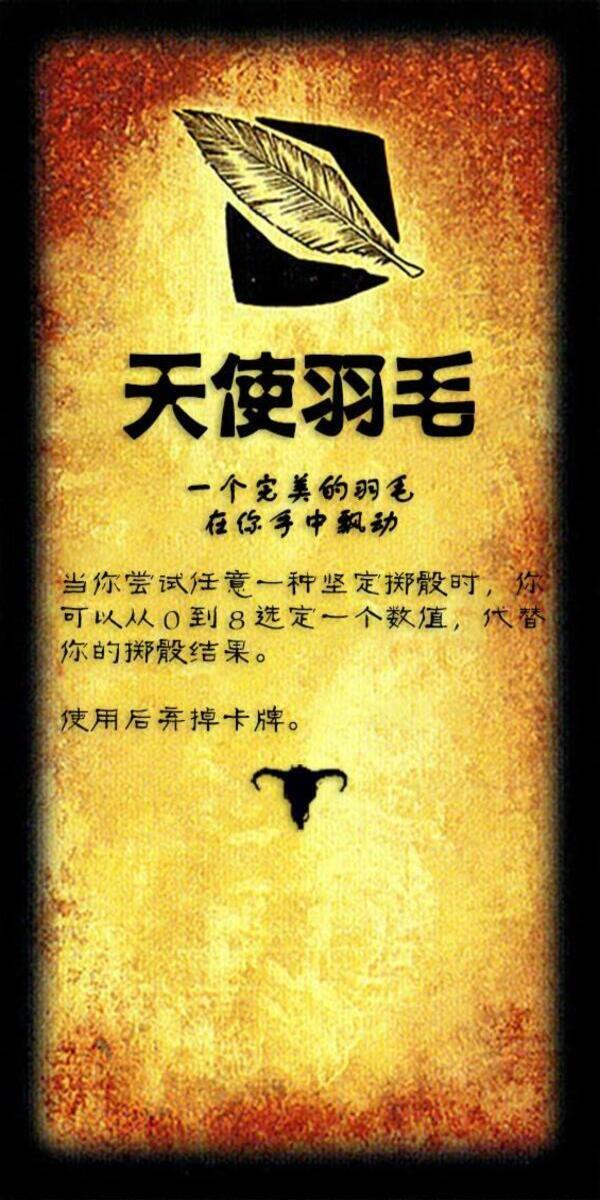 天使羽毛
一个完美的羽毛
在你手中飘动
当你尝试任意一种坚定掷骰时，你
可以从0到8选定一个数值，代替
你的掷骰结果。
使用后弃掉卡牌。